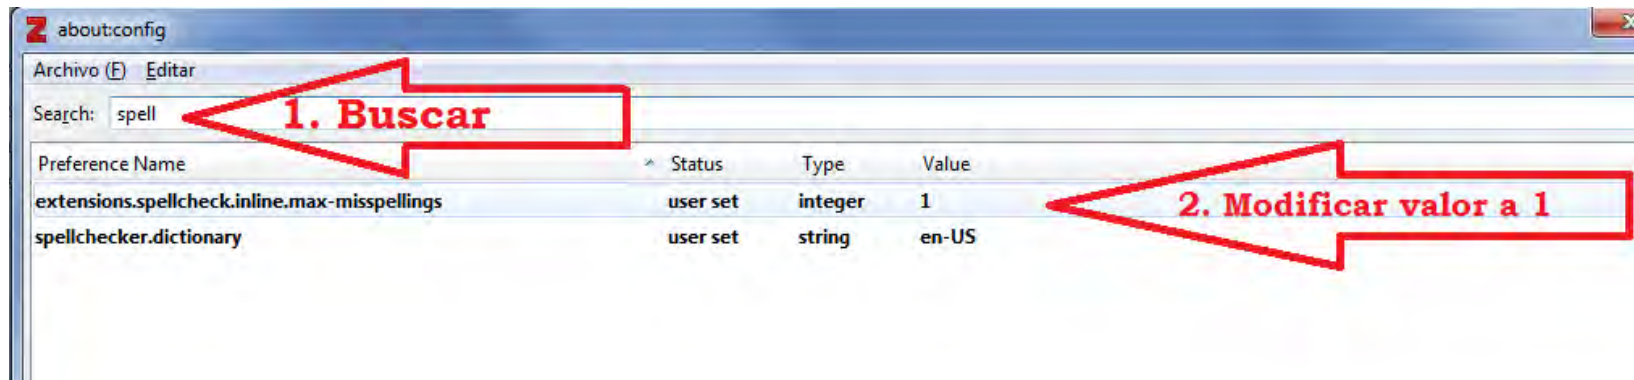 Z about:config
Archivo (F) Editar
Search: spell
1. Buscar
Preference Name Status Type Value
extensions.spellcheck.inline.max-misspellings user set integer 1
2. Modificar valor a 1
spellchecker.dictionary user set string en-US